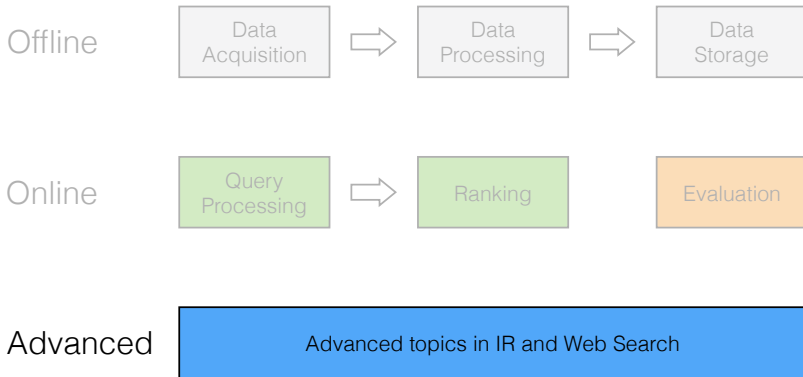 Offline
Data
Acquisition
Data
Processing
Data
Storage
Online
Query
Processing
Ranking
Evaluation
Advanced
Advanced topics in IR and Web Search